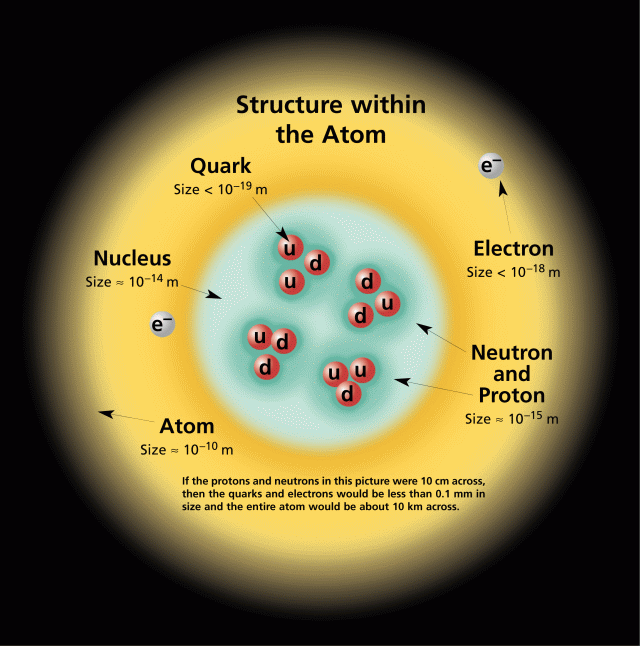 Structure within
the Atom
Quark
Size < 10⁻¹⁹ m
e⁻
Electron
Size < 10⁻¹⁸ m
Nucleus
Size ≈ 10⁻¹⁴ m
u
d
u
d
u
d
e⁻
u
d
d
u
u
d
Neutron
and
Proton
Size ≈ 10⁻¹⁵ m
Atom
Size ≈ 10⁻¹⁰ m
If the protons and neutrons in this picture were 10 cm across,
then the quarks and electrons would be less than 0.1 mm in
size and the entire atom would be about 10 km across.